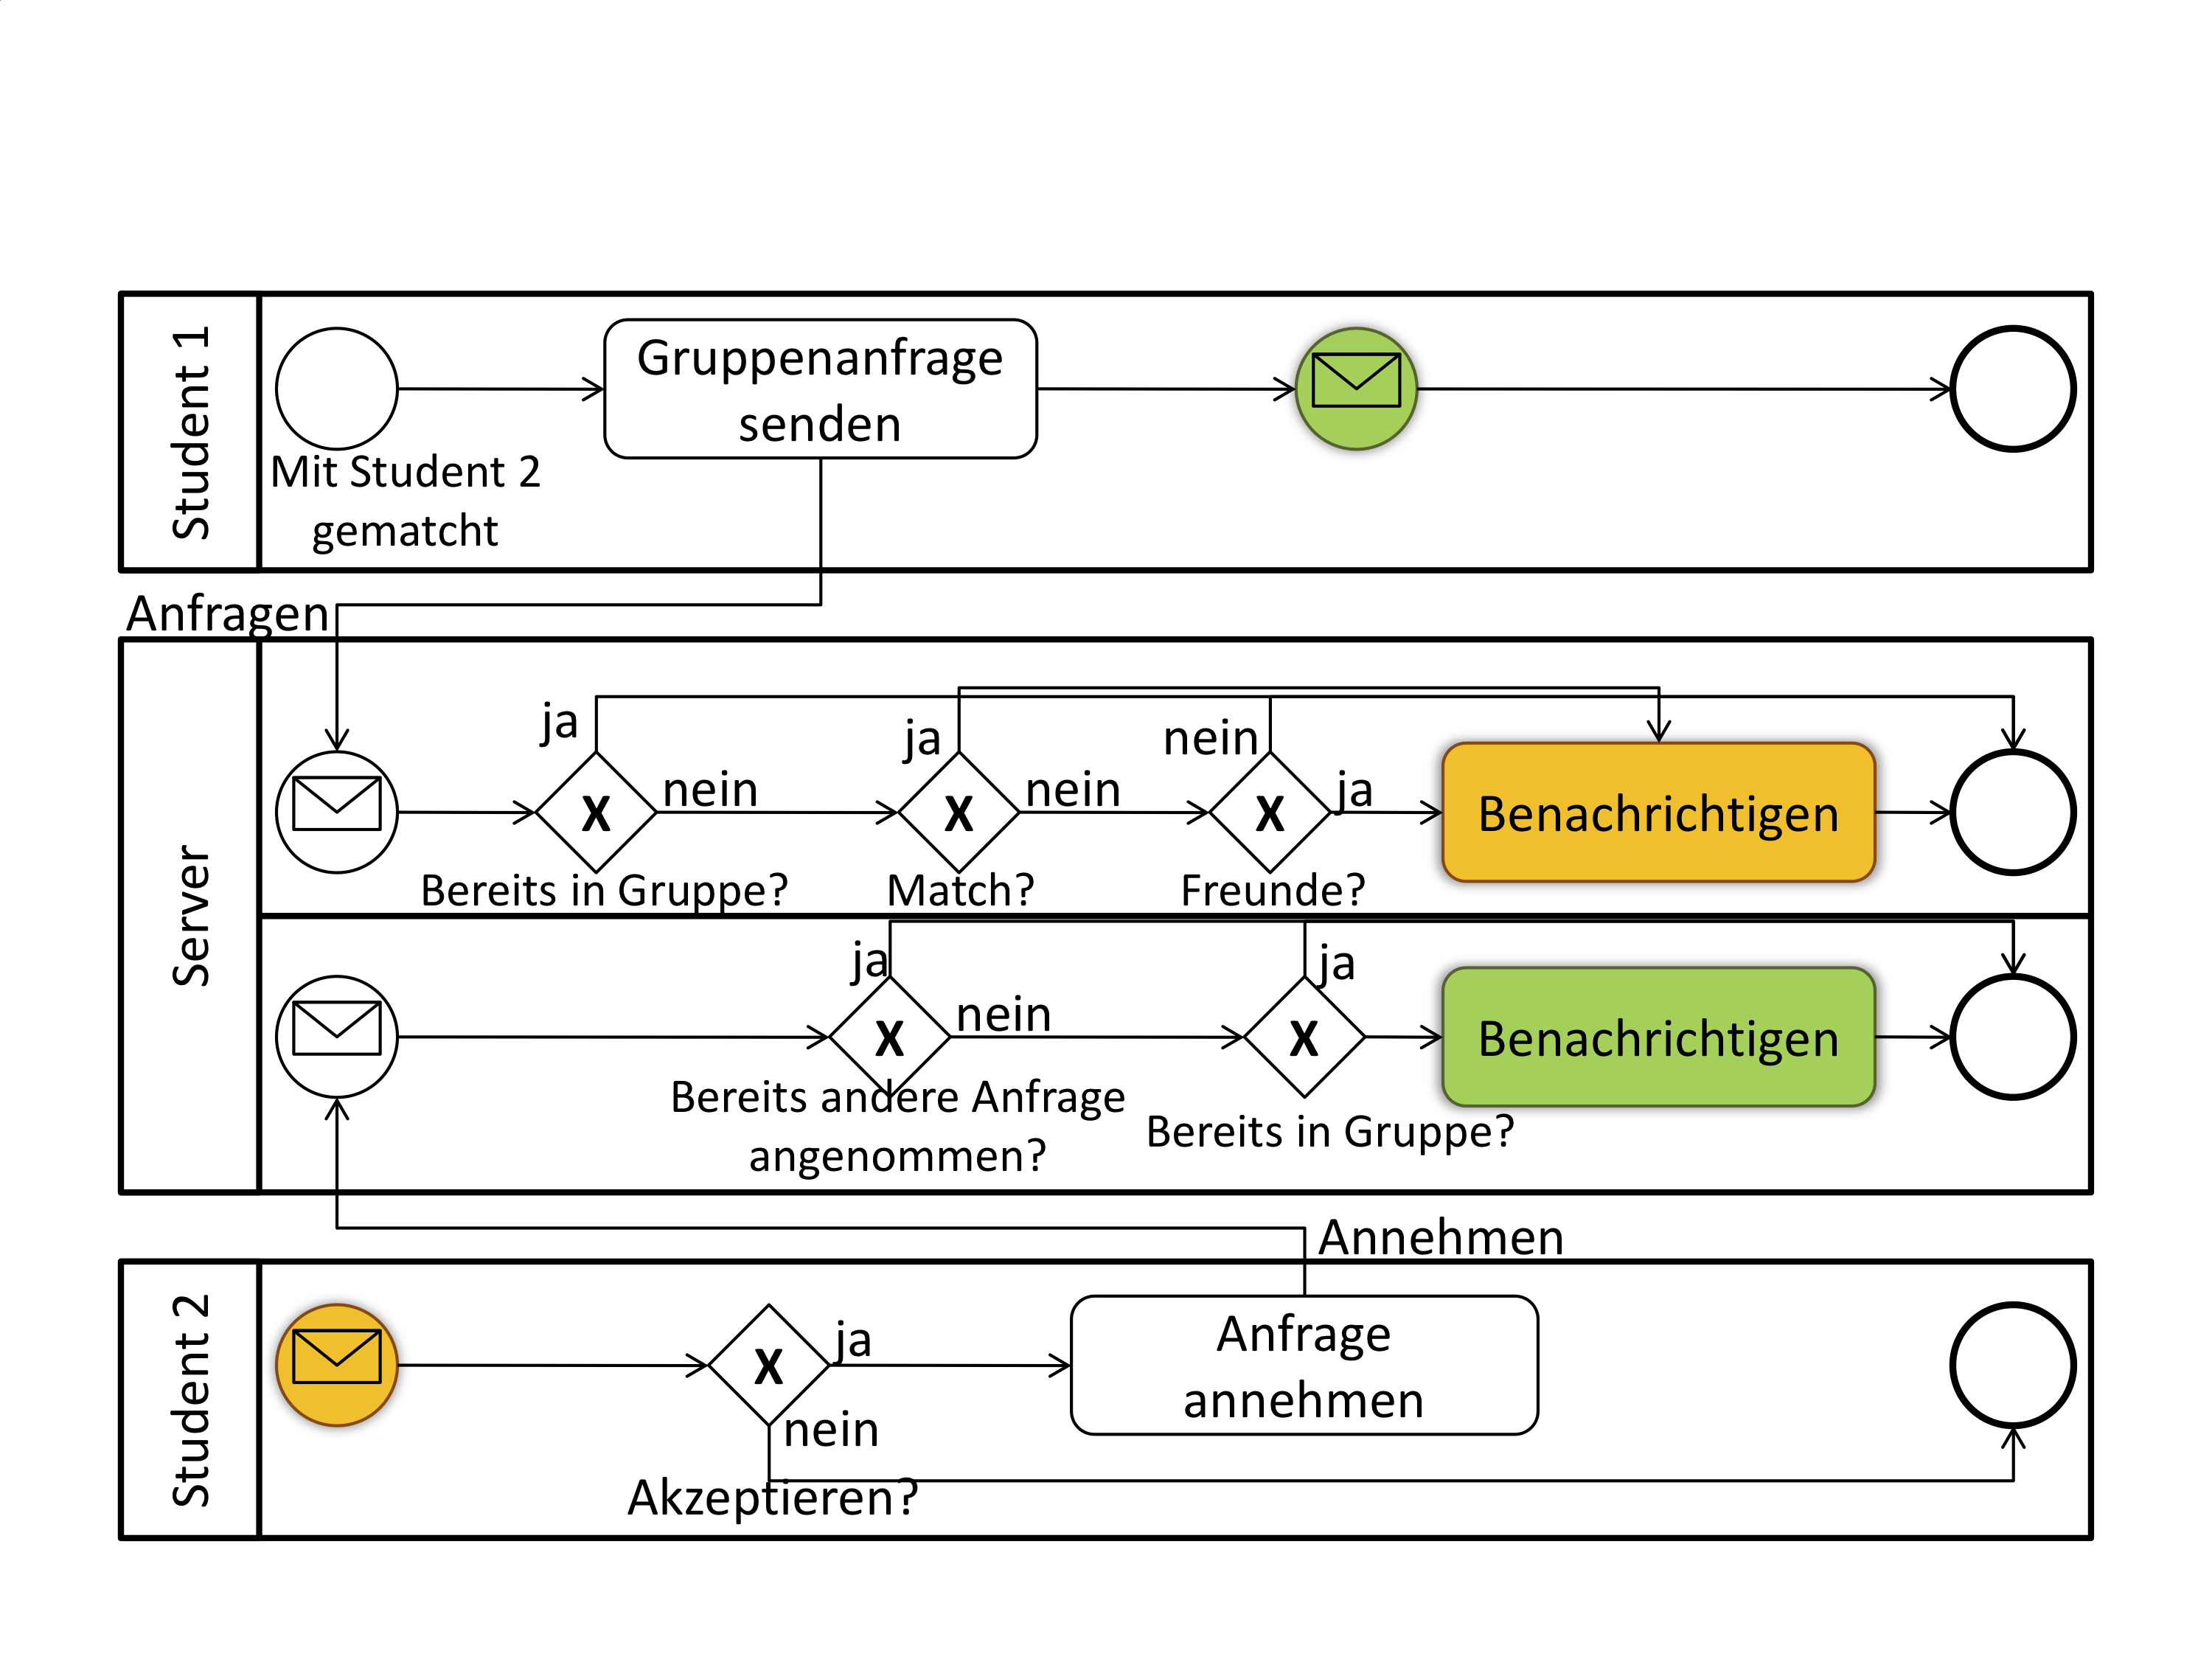 Student 1
Gruppenanfrage
senden
Mit Student 2
gematcht
Anfragen
Server
ja
nein
X
Bereits in Gruppe?
ja
nein
X
Match?
nein
ja
X
Freunde?
Benachrichtigen
ja
nein
X
Bereits andere Anfrage
angenommen?
ja
X
Bereits in Gruppe?
Benachrichtigen
Annehmen
Student 2
X
ja
nein
Akzeptieren?
Anfrage
annehmen